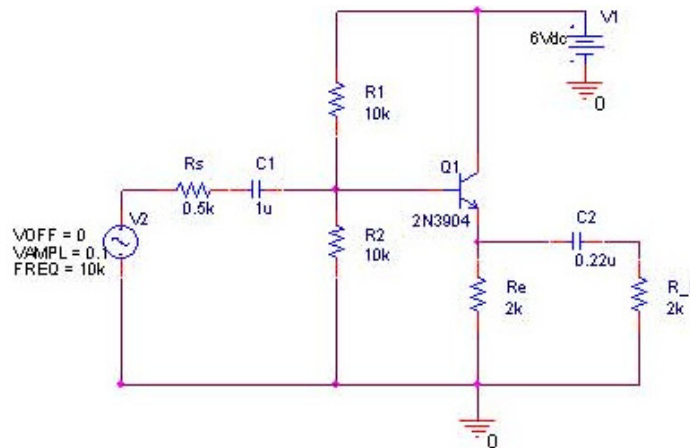 V1
6Vdc
0
R1
10k
Rs
0.5k
C1
1u
Q1
2N3904
V2
VOFF = 0
VAMPL = 0.1
FREQ = 10k
R2
10k
C2
0.22u
Re
2k
R_
2k
0